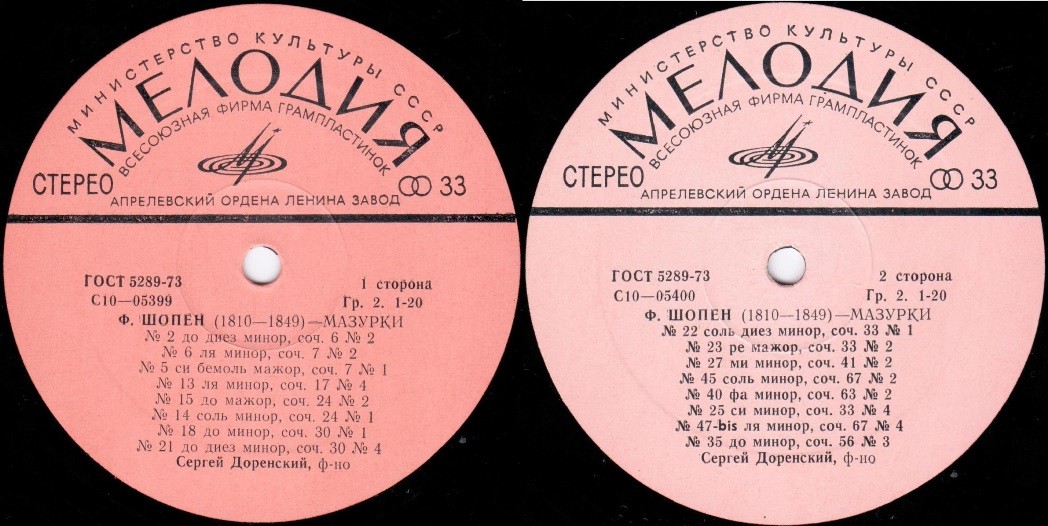 МИНИСТЕРСТВО КУЛЬТУРЫ СССР
МЕЛОДИЯ
ВСЕСОЮЗНАЯ ФИРМА ГРАМПЛАСТИНОК
СТЕРЕО
33
АПРЕЛЕВСКИЙ ОРДЕНА ЛЕНИНА ЗАВОД
ГОСТ 5289-73
1 сторона
С10—05399
Гр. 2. 1-20
Ф. ШОПЕН (1810—1849)—МАЗУРКИ
№ 2 до диез минор, соч. 6 № 2
№ 6 ля минор, соч. 7 № 2
№ 5 си бемоль мажор, соч. 7 № 1
№ 13 ля минор, соч. 17 № 4
№ 15 до мажор, соч. 24 № 2
№ 14 соль минор, соч. 24 № 1
№ 18 до минор, соч. 30 № 1
№ 21 до диез минор, соч. 30 № 4
Сергей Доренский, ф-но
МИНИСТЕРСТВО КУЛЬТУРЫ СССР
МЕЛОДИЯ
ВСЕСОЮЗНАЯ ФИРМА ГРАМПЛАСТИНОК
СТЕРЕО
33
АПРЕЛЕВСКИЙ ОРДЕНА ЛЕНИНА ЗАВОД
ГОСТ 5289-73
2 сторона
С10—05400
Гр. 2. 1-20
Ф. ШОПЕН (1810—1849)—МАЗУРКИ
№ 22 соль диез минор, соч. 33 № 1
№ 23 ре мажор, соч. 33 № 2
№ 27 ми минор, соч. 41 № 2
№ 45 соль минор, соч. 67 № 2
№ 40 фа минор, соч. 63 № 2
№ 25 си минор, соч. 33 № 4
№ 47-bis ля минор, соч. 67 № 4
№ 35 до минор, соч. 56 № 3
Сергей Доренский, ф-но